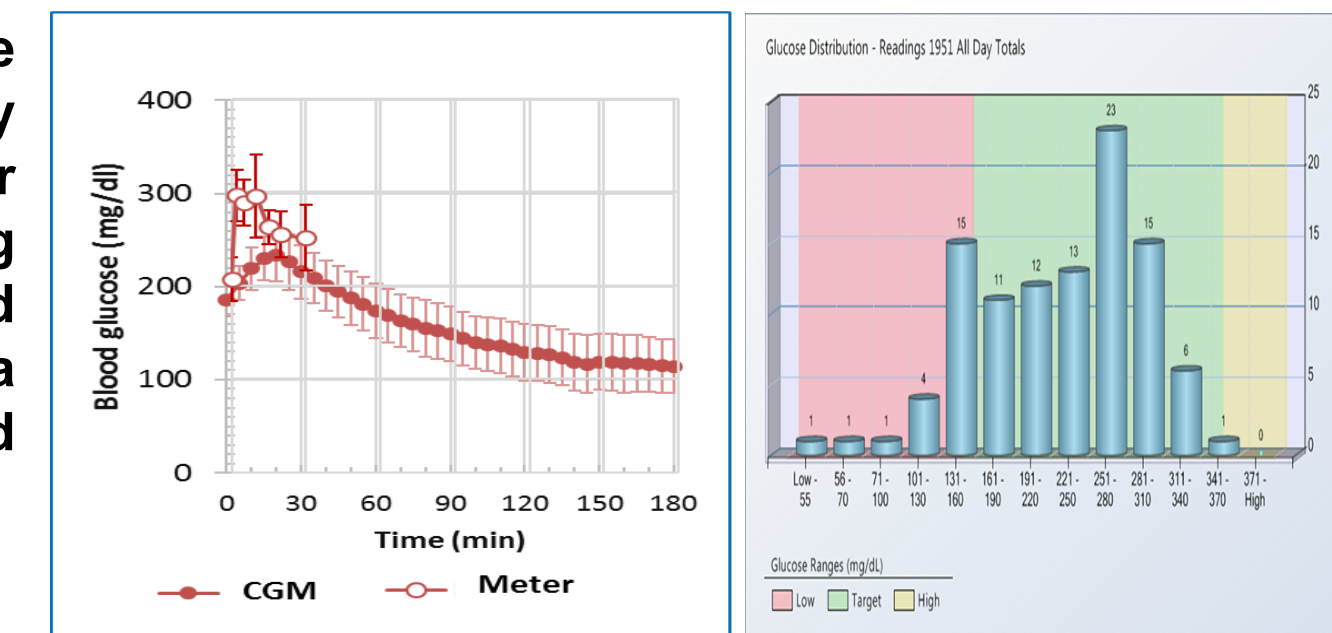 e
y
r
g
d
a
d
400
300
200
100
0
Blood glucose (mg/dl)
0 30 60 90 120 150 180
Time (min)
CGM Meter
Glucose Distribution - Readings 1951 All Day Totals
25
20
15
10
5
0
1 1 1 4 15 11 12 13 23 15 6 1 0
Low - 56 - 71 - 101 - 131 - 161 - 191 - 221 - 251 - 281 - 311 - 341 - 371 -
55 70 100 130 160 190 220 250 280 310 340 370 High
Glucose Ranges (mg/dL)
Low Target High